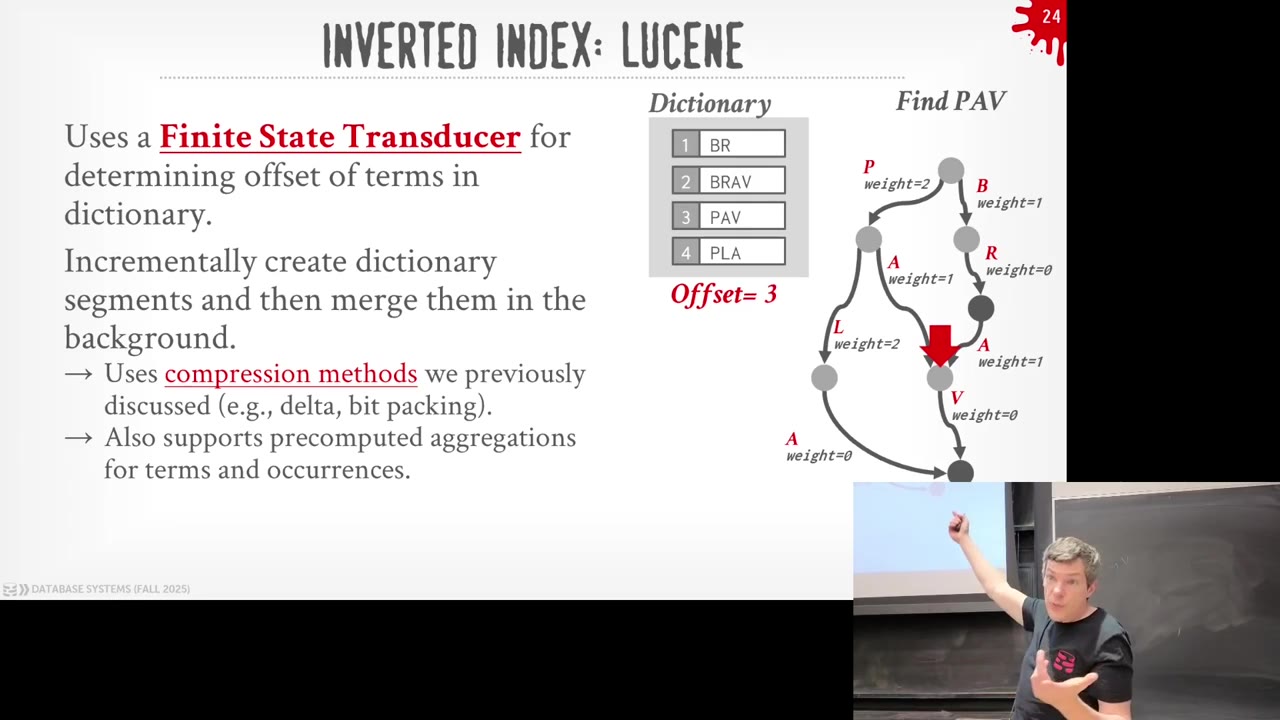 24
INVERTED INDEX: LUCENE
Uses a Finite State Transducer for
determining offset of terms in
dictionary.
Incrementally create dictionary
segments and then merge them in the
background.
→ Uses compression methods we previously
discussed (e.g., delta, bit packing).
→ Also supports precomputed aggregations
for terms and occurrences.
Dictionary
1 BR
2 BRAV
3 PAV
4 PLA
Offset= 3
Find PAV
P
weight=2
B
weight=1
R
weight=0
A
weight=1
L
weight=2
A
weight=1
V
weight=0
A
weight=0
DATABASE SYSTEMS (FALL 2025)